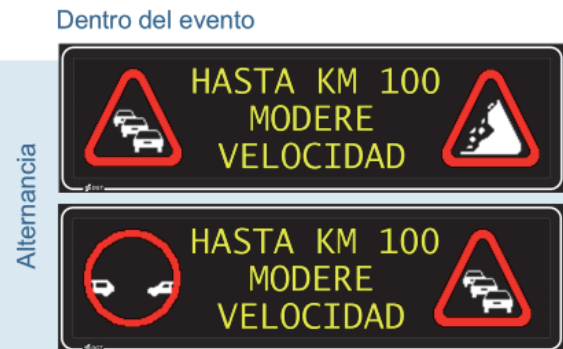 Dentro del evento
Alternancia
HASTA KM 100
MODERE
VELOCIDAD
HASTA KM 100
MODERE
VELOCIDAD